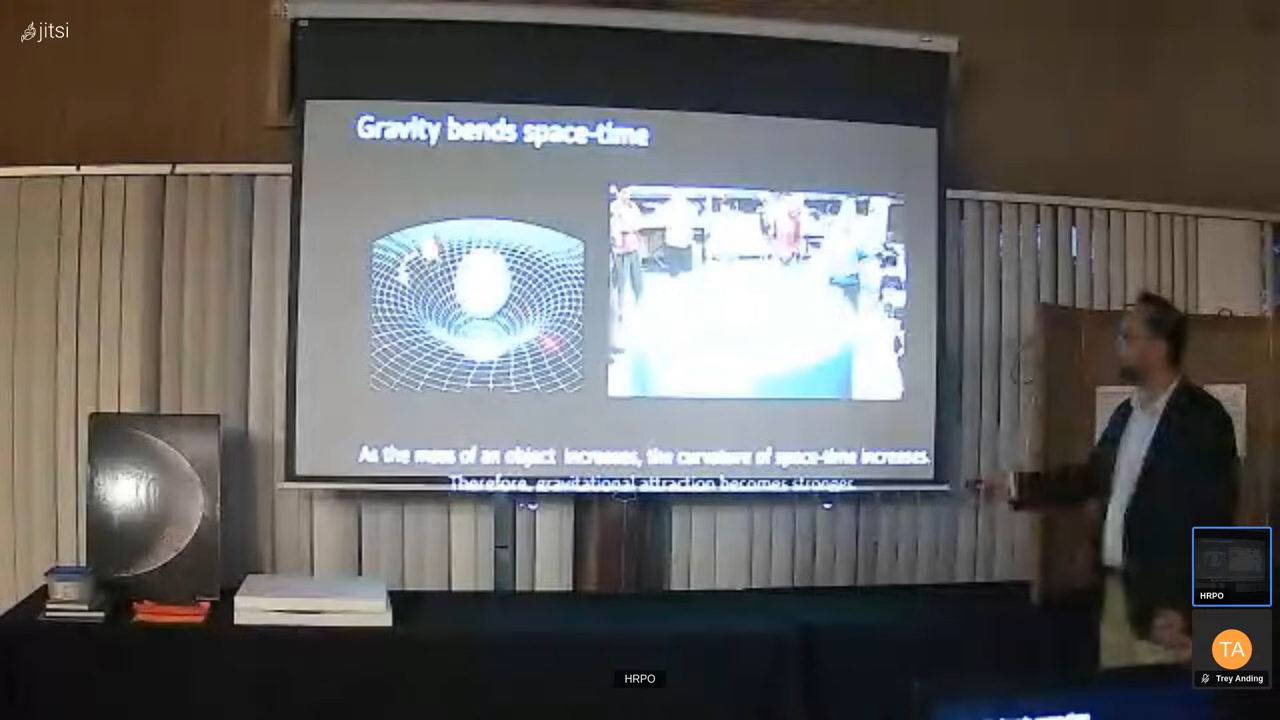 jitsi
Gravity bends space-time
As the mass of an object increases, the curvature of space-time increases.
Therefore, gravitational attraction becomes stronger
HRPO
HRPO
TA
Trey Anding